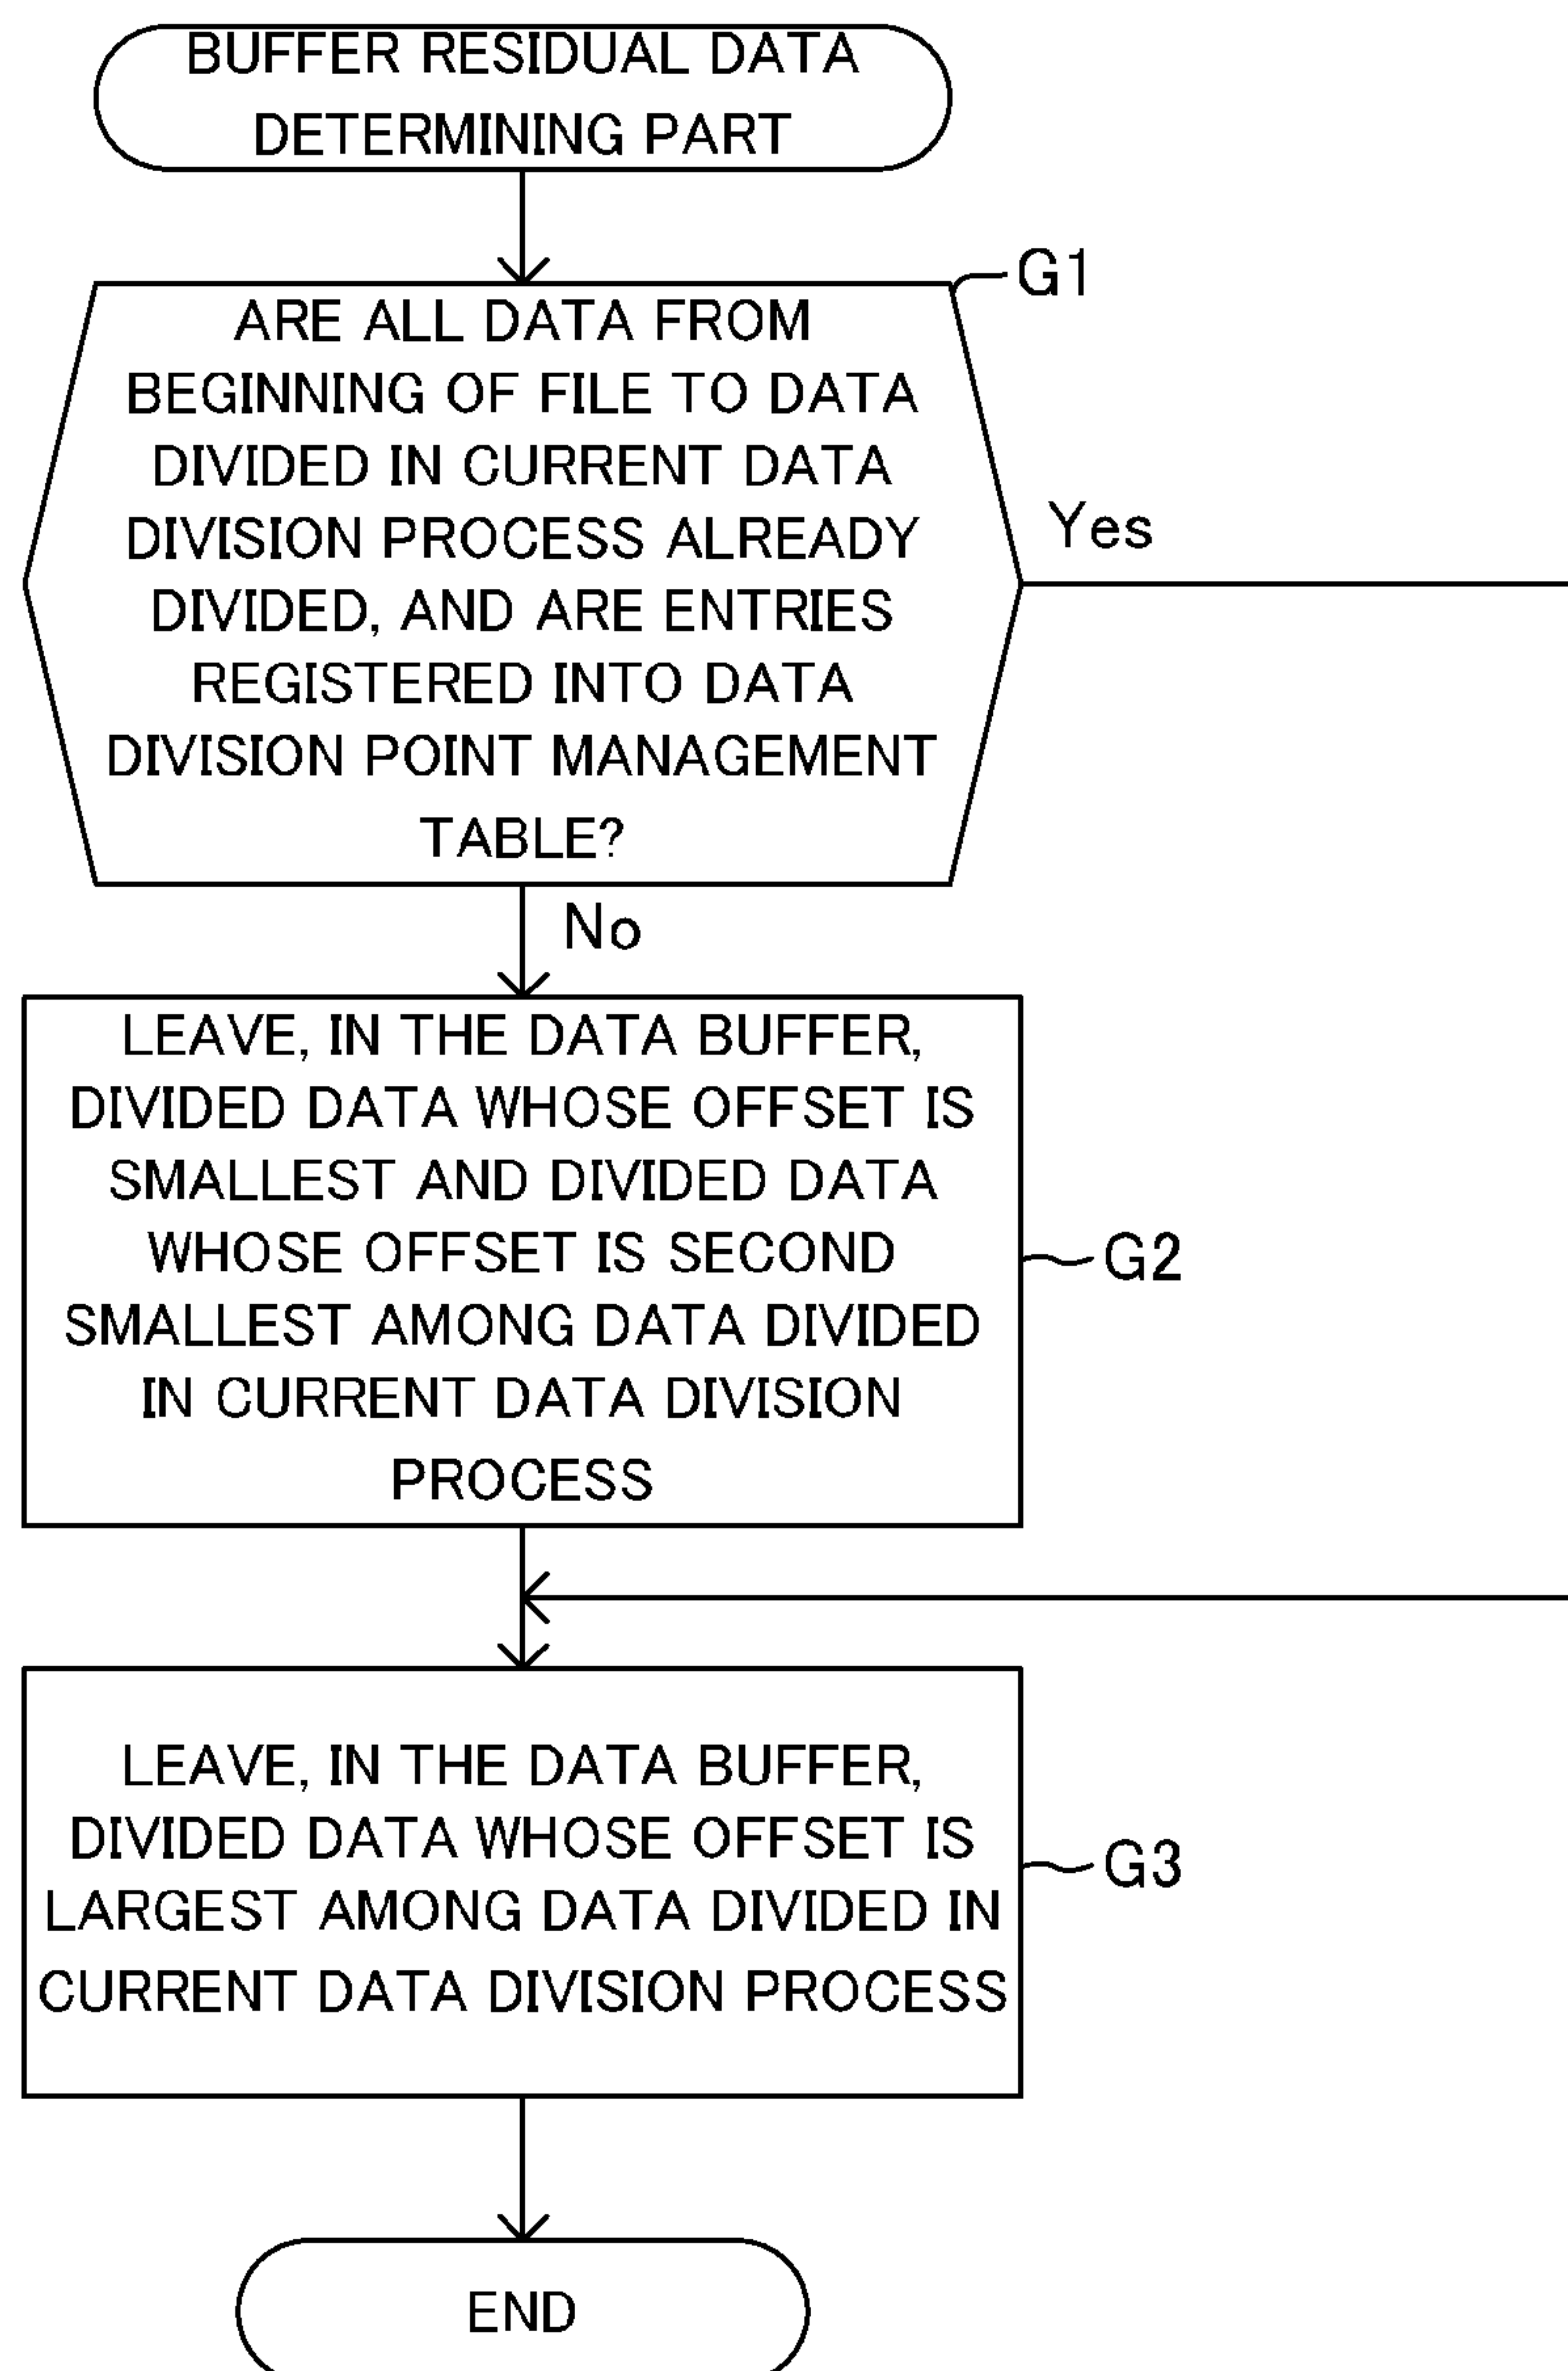 BUFFER RESIDUAL DATA
DETERMINING PART
G1
ARE ALL DATA FROM
BEGINNING OF FILE TO DATA
DIVIDED IN CURRENT DATA
DIVISION PROCESS ALREADY
DIVIDED, AND ARE ENTRIES
REGISTERED INTO DATA
DIVISION POINT MANAGEMENT
TABLE?
Yes
No
LEAVE, IN THE DATA BUFFER,
DIVIDED DATA WHOSE OFFSET IS
SMALLEST AND DIVIDED DATA
WHOSE OFFSET IS SECOND
SMALLEST AMONG DATA DIVIDED
IN CURRENT DATA DIVISION
PROCESS
G2
LEAVE, IN THE DATA BUFFER,
DIVIDED DATA WHOSE OFFSET IS
LARGEST AMONG DATA DIVIDED IN
CURRENT DATA DIVISION PROCESS
G3
END